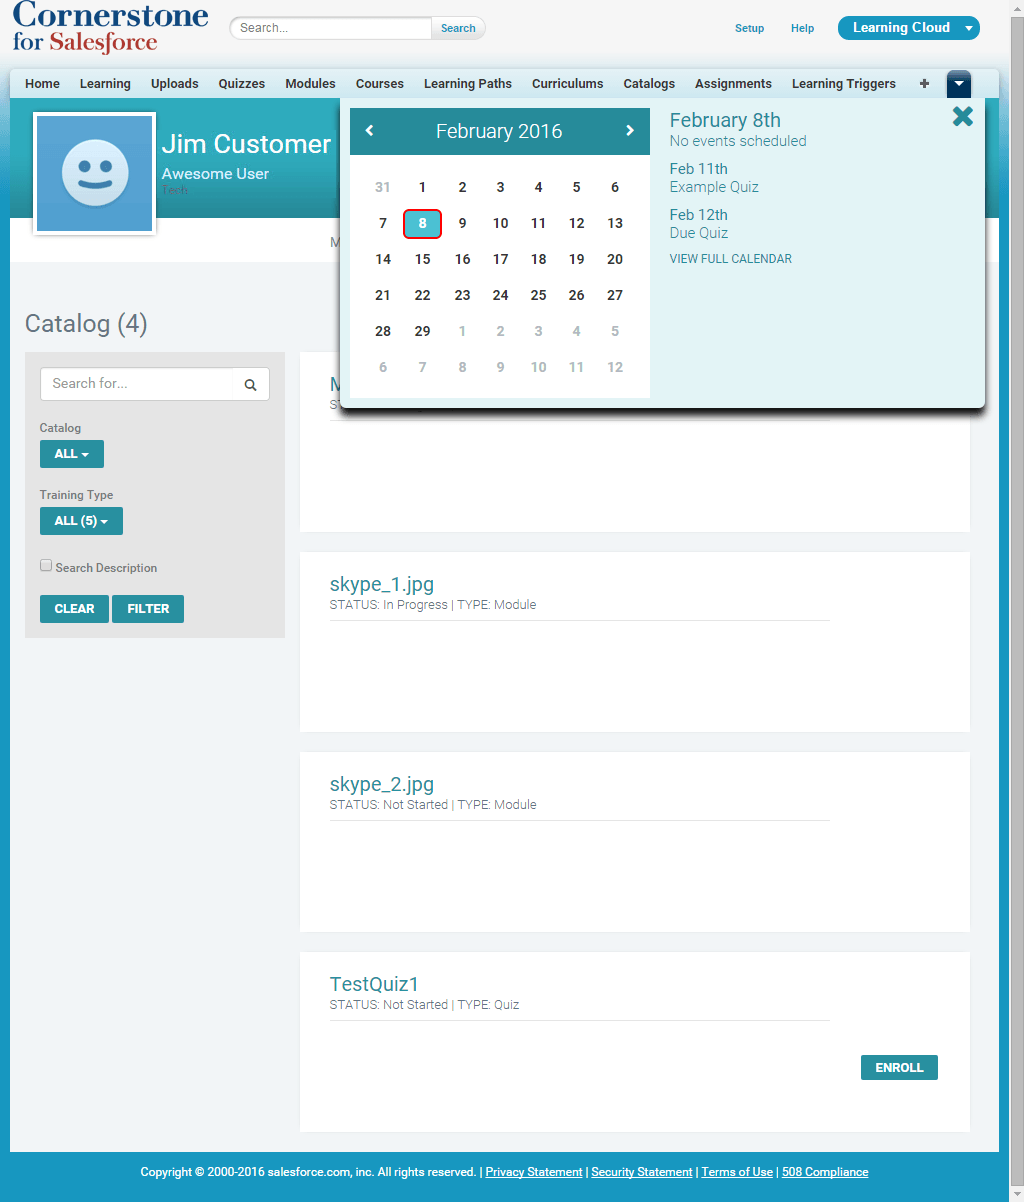 Cornerstone
for Salesforce
Search...
Search
Setup
Help
Learning Cloud
Home Learning Uploads Quizzes Modules Courses Learning Paths Curriculums Catalogs Assignments Learning Triggers +
Jim Customer
Awesome User
Tech
February 2016
31 1 2 3 4 5 6
7 8 9 10 11 12 13
14 15 16 17 18 19 20
21 22 23 24 25 26 27
28 29 1 2 3 4 5
6 7 8 9 10 11 12
February 8th
No events scheduled
Feb 11th
Example Quiz
Feb 12th
Due Quiz
VIEW FULL CALENDAR
Catalog (4)
Search for...
Catalog
ALL
Training Type
ALL (5)
Search Description
CLEAR FILTER
skype_1.jpg
STATUS: In Progress | TYPE: Module
skype_2.jpg
STATUS: Not Started | TYPE: Module
TestQuiz1
STATUS: Not Started | TYPE: Quiz
ENROLL
Copyright © 2000-2016 salesforce.com, inc. All rights reserved. | Privacy Statement | Security Statement | Terms of Use | 508 Compliance